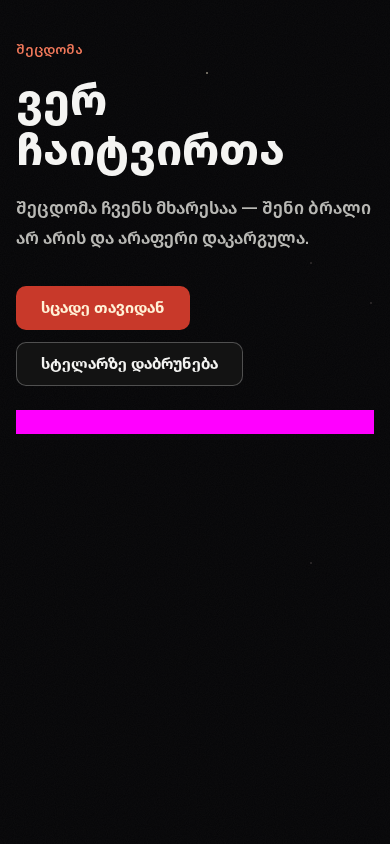 შეცდომა
ვერ
ჩაიტვირთა
შეცდომა ჩვენს მხარესაა — შენი ბრალი
არ არის და არაფერი დაკარგულა.
სცადე თავიდან
სტელარზე დაბრუნება